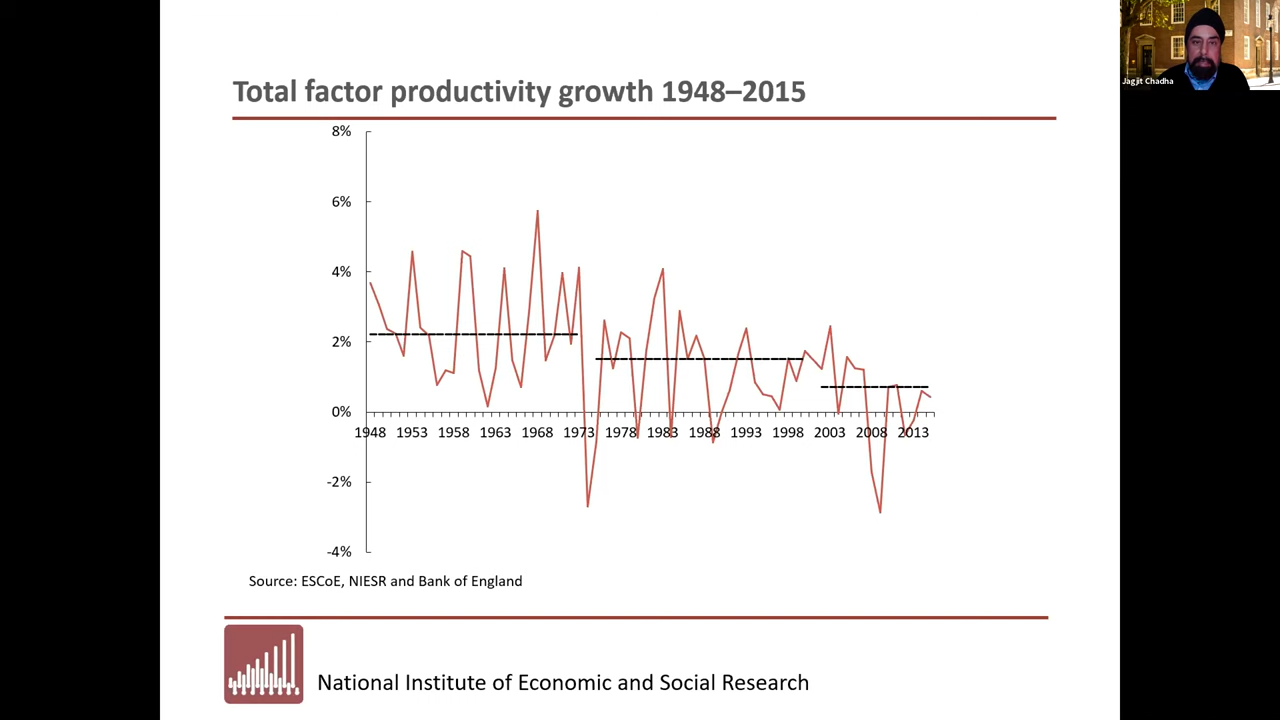 Jagjit Chadha
Total factor productivity growth 1948–2015
8%
6%
4%
2%
0%
1948 1953 1958 1963 1968 1973 1978 1983 1988 1993 1998 2003 2008 2013
-2%
-4%
Source: ESCoE, NIESR and Bank of England
National Institute of Economic and Social Research